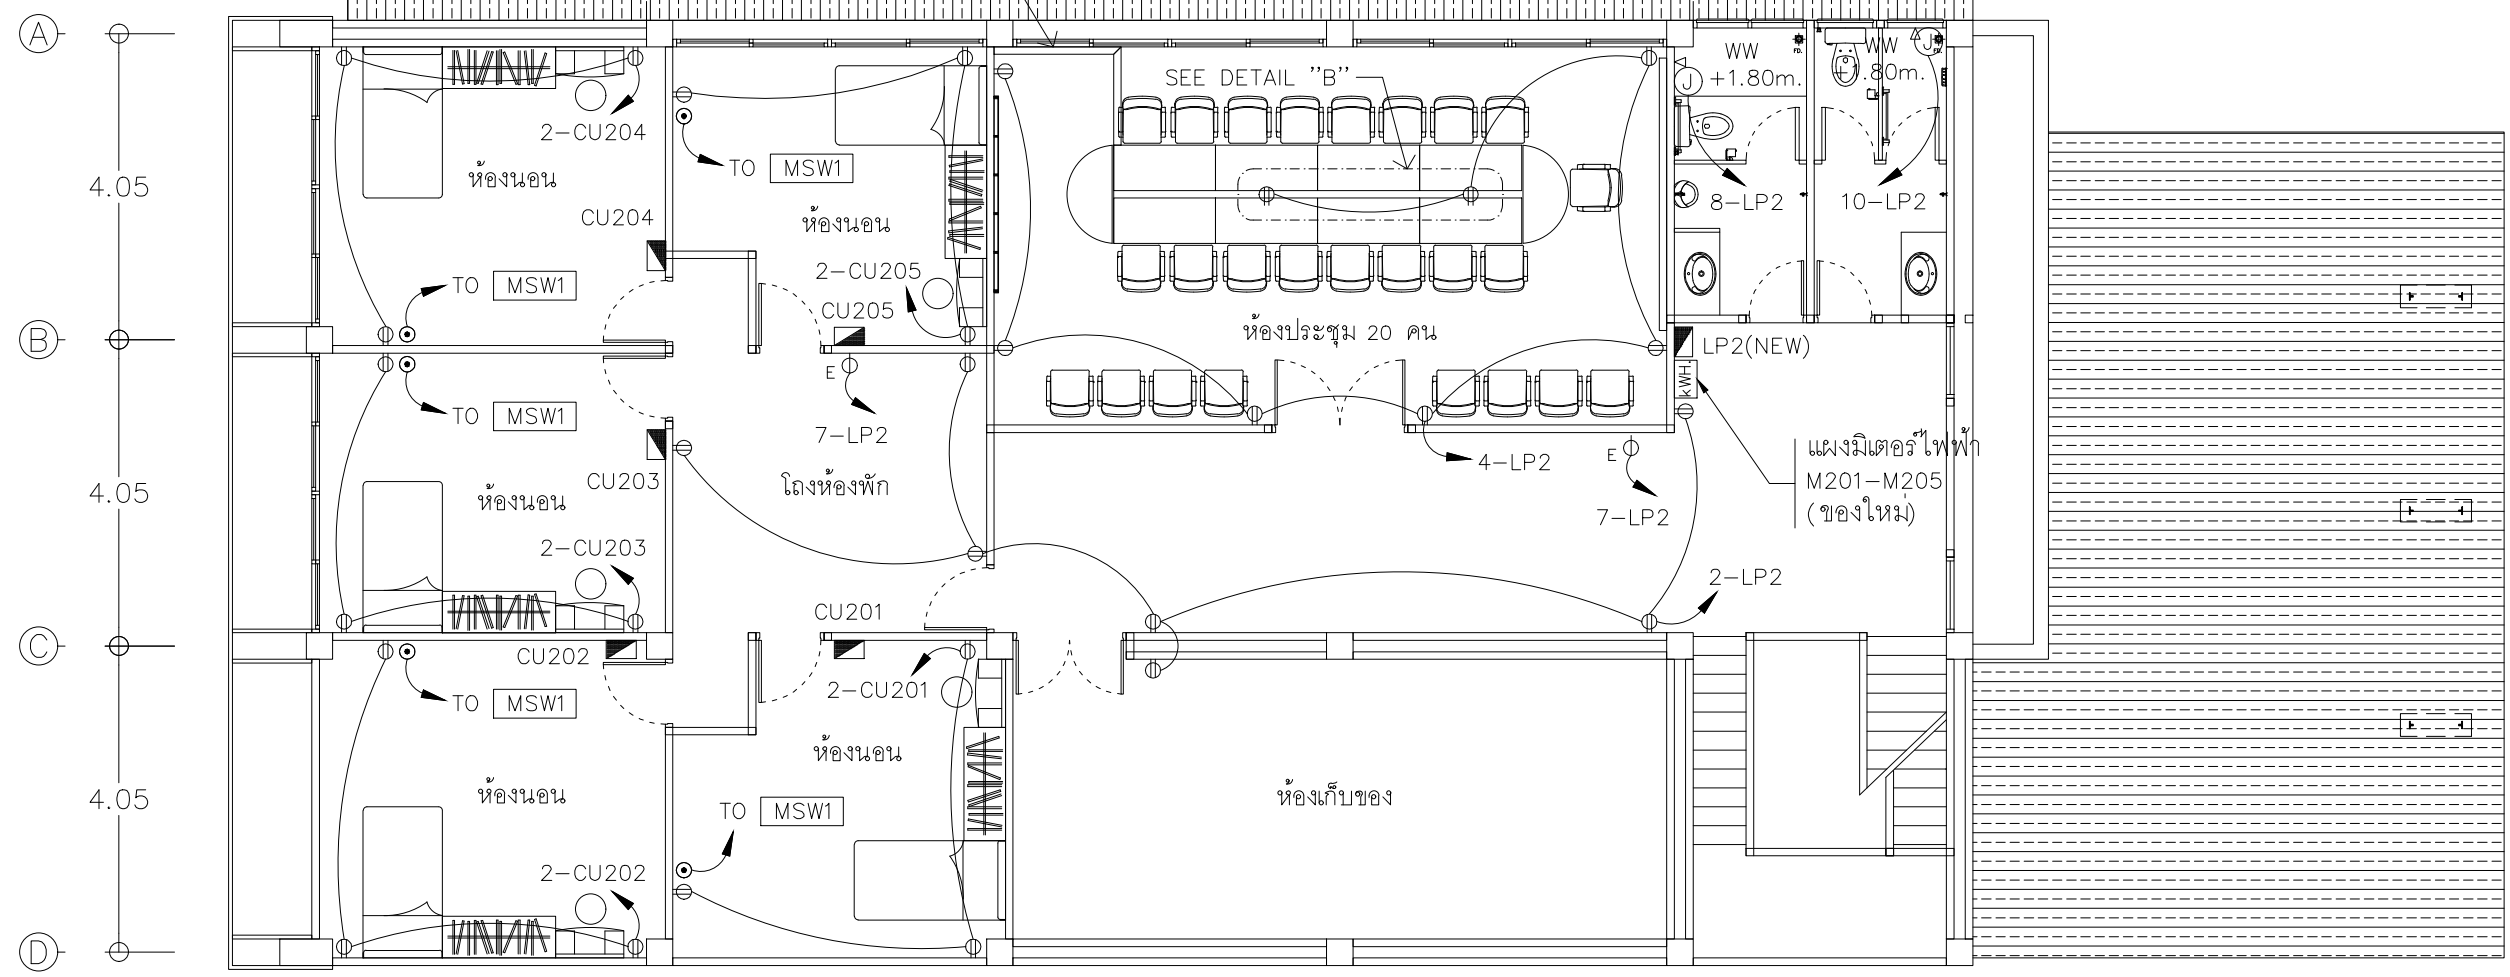 A
B
C
D
4.05
4.05
4.05
2-CU204
ห้องนอน
CU204
TO MSW1
TO MSW1
ห้องนอน
2-CU205
CU205
E
7-LP2
SEE DETAIL "B"
ห้องประชุม 20 คน
WW
+1.80m.
J
WW
+1.80m.
J
FD.
FD.
8-LP2
10-LP2
LP2(NEW)
kWH.
TO MSW1
CU203
ห้องนอน
2-CU203
โถงห้องพัก
4-LP2
E
7-LP2
แผงมิเตอร์ไฟฟ้า
M201-M205
(ของใหม่)
2-LP2
CU201
CU202
TO MSW1
2-CU201
ห้องนอน
ห้องนอน
TO MSW1
2-CU202
ห้องเก็บของ